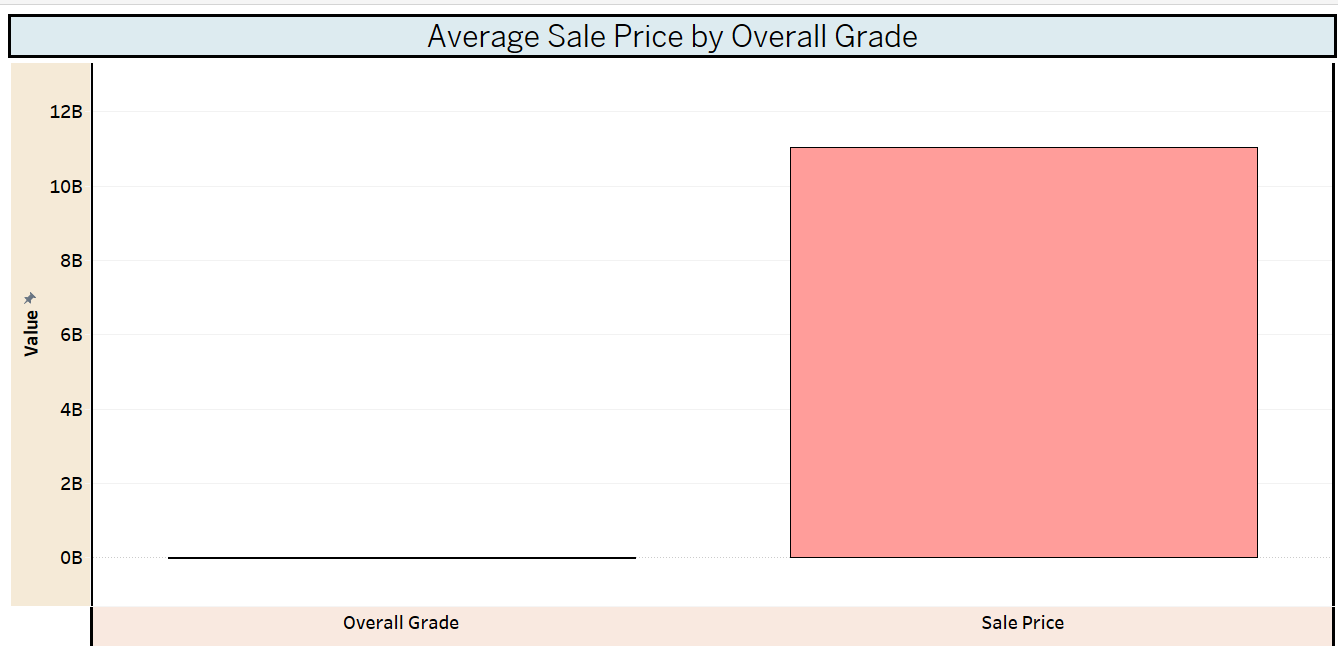 Average Sale Price by Overall Grade
12B
10B
8B
6B
4B
2B
0B
Value
Overall Grade
Sale Price